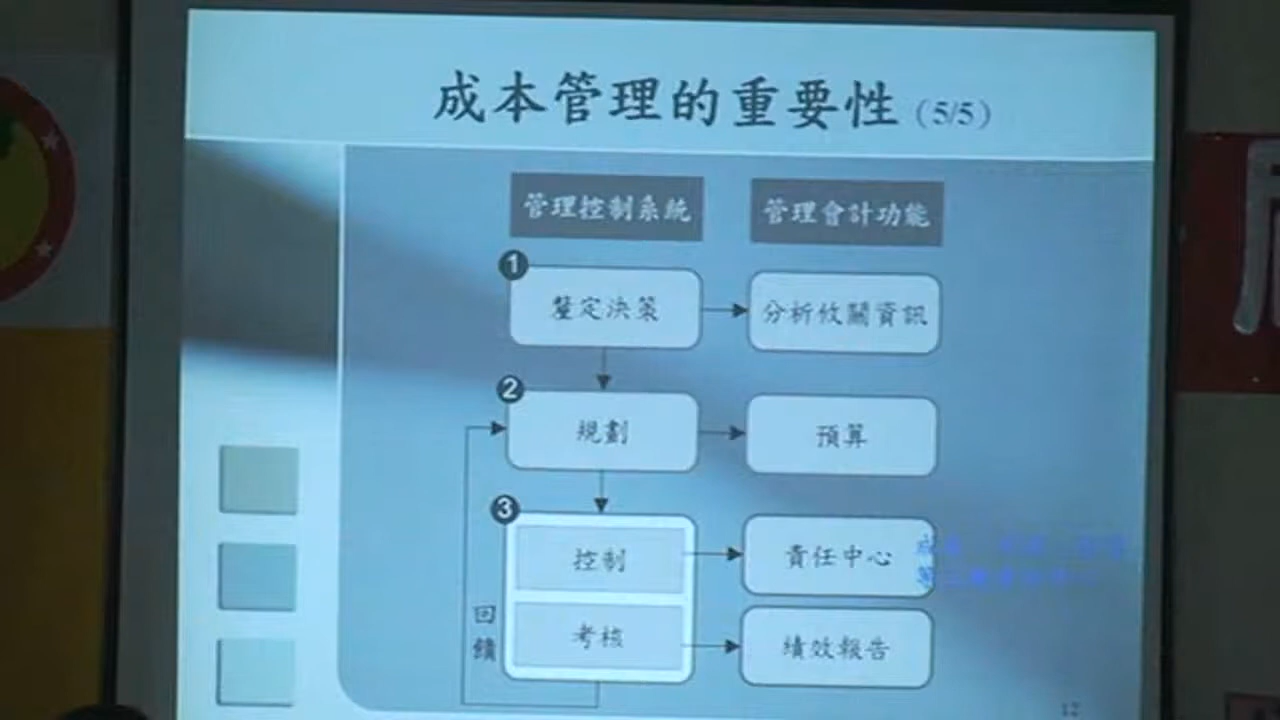 成本管理的重要性 (5/5)
管理控制系統
管理會計功能
1
釐定決策
分析攸關資訊
2
規劃
預算
3
控制
責任中心
考核
績效報告
回饋
12